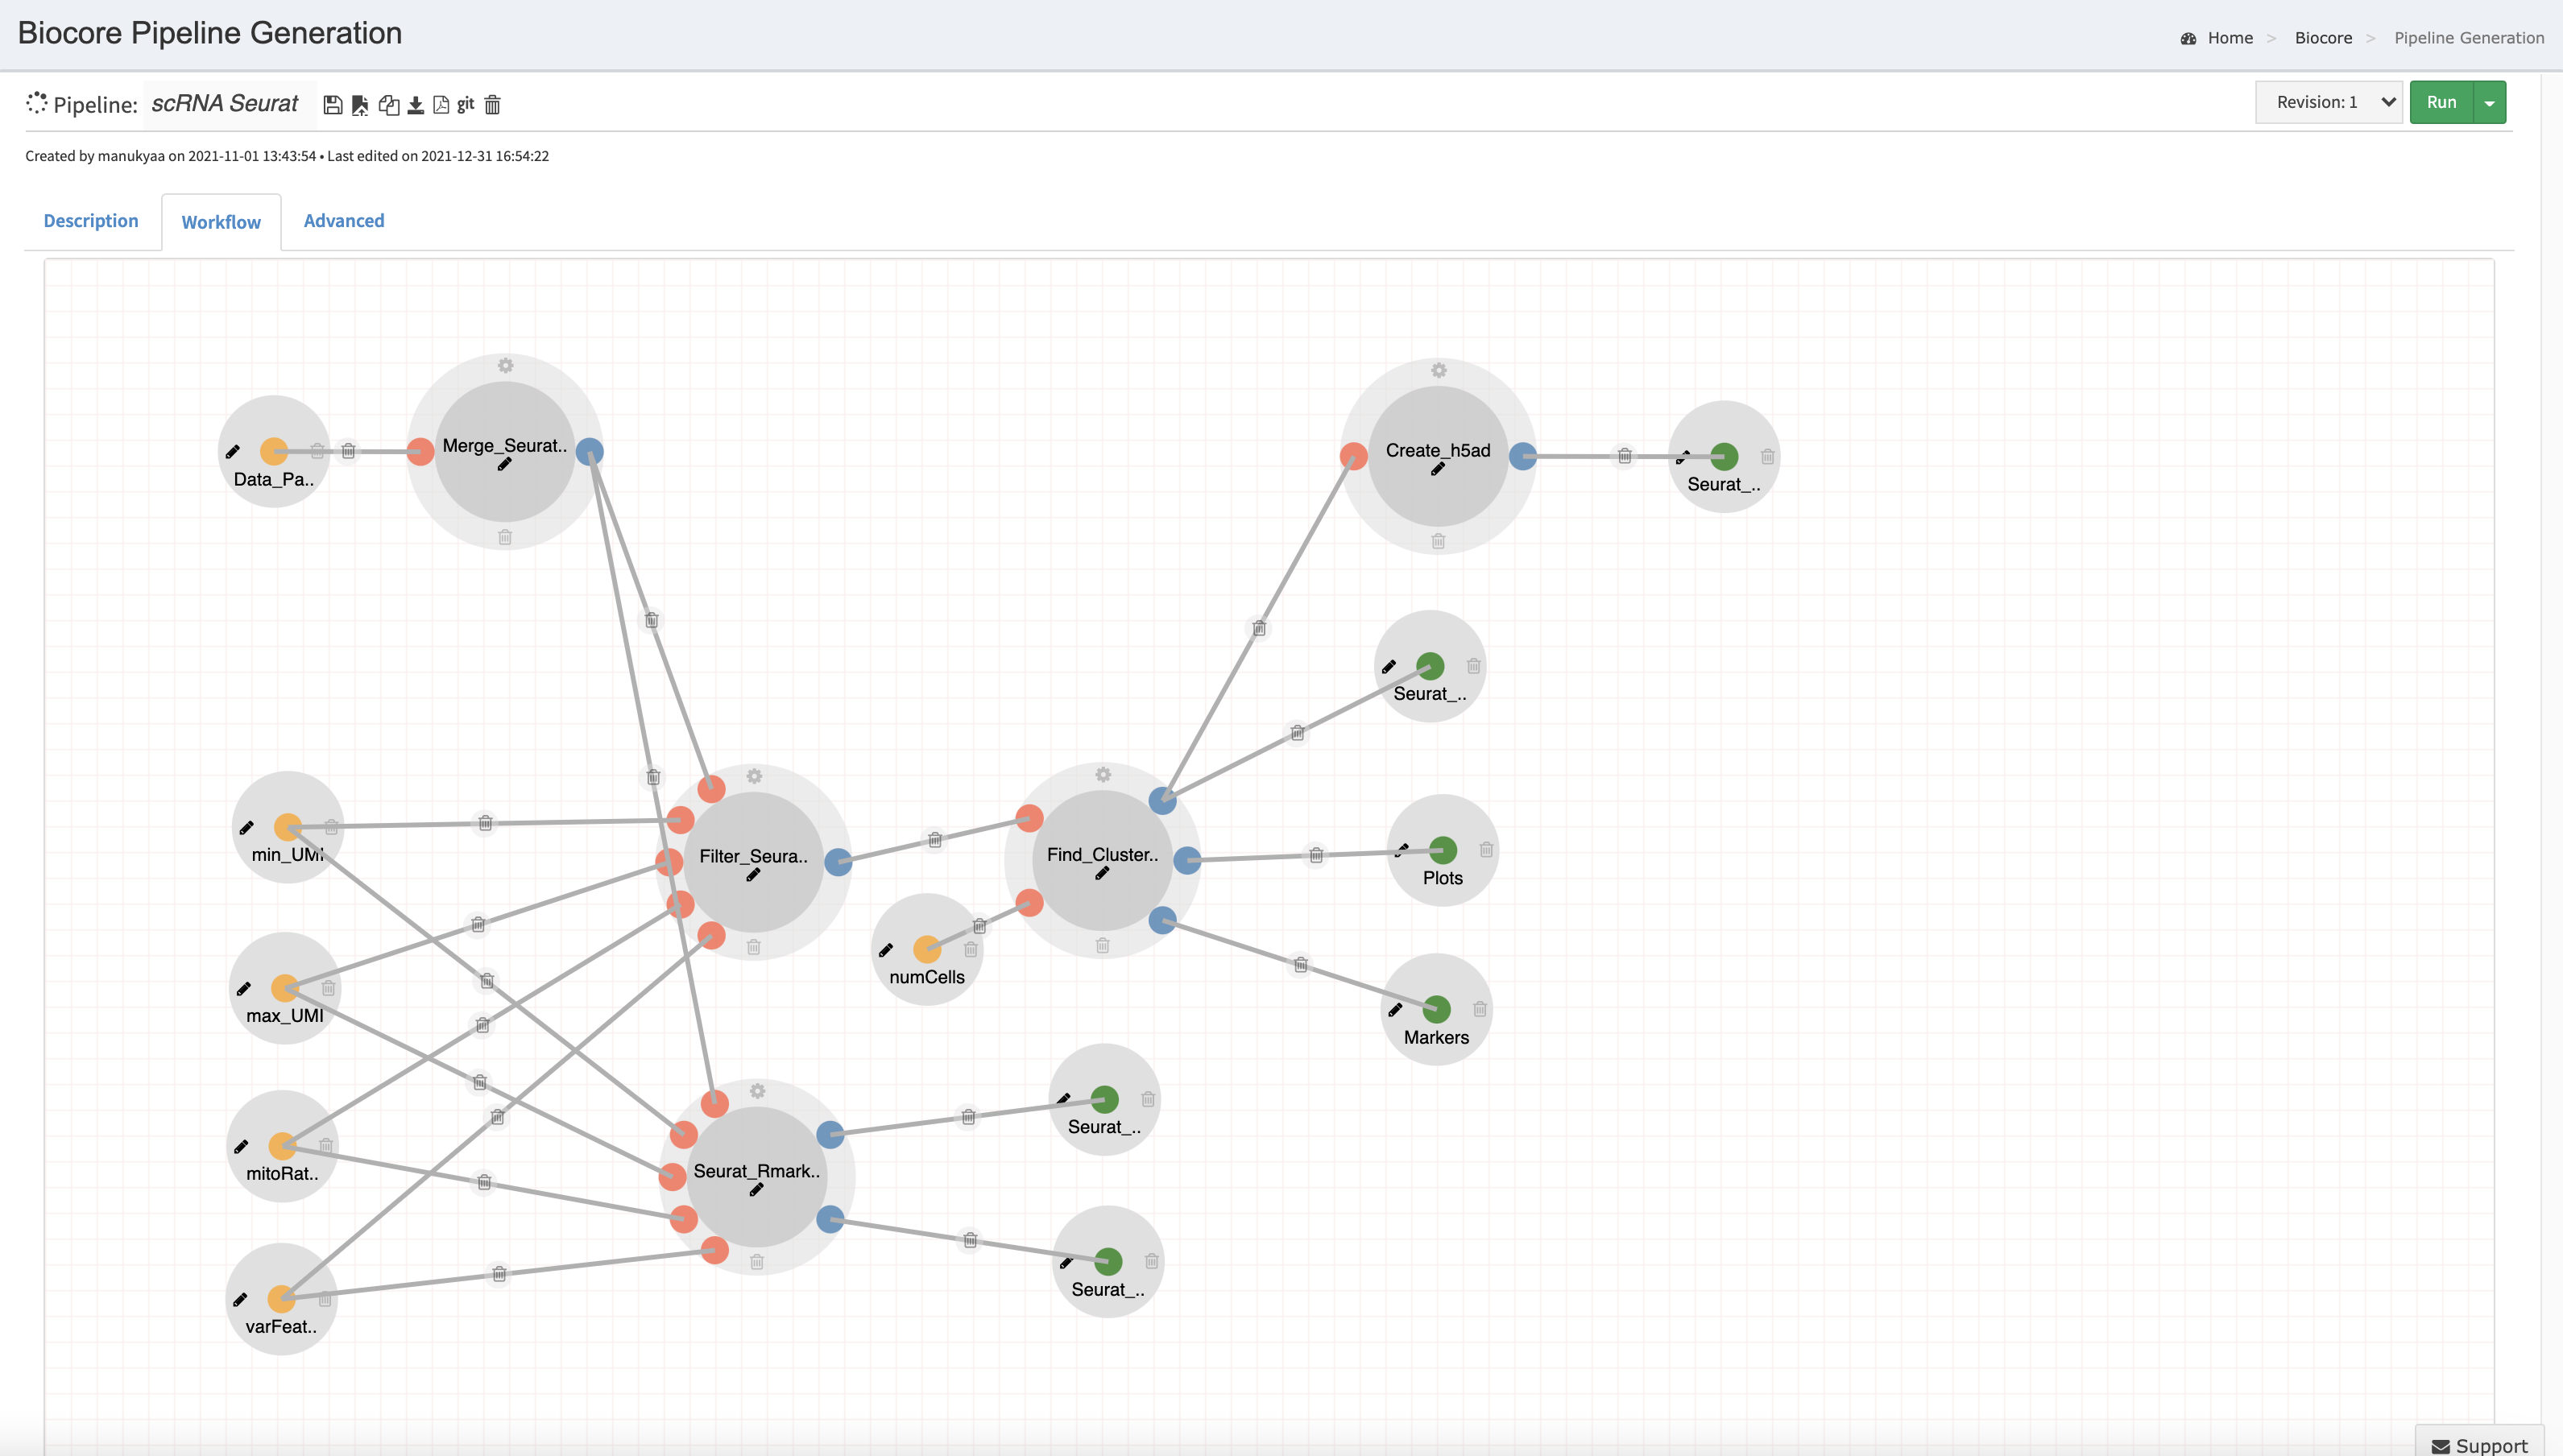 Biocore Pipeline Generation
Home > Biocore > Pipeline Generation
Pipeline: scRNA Seurat git
Revision: 1 Run
Created by manukyaa on 2021-11-01 13:43:54 • Last edited on 2021-12-31 16:54:22
Description Workflow Advanced
Merge_Seurat..
Data_Pa..
Create_h5ad
Seurat_..
Seurat_..
min_UMI
Filter_Seura..
Find_Cluster..
Plots
numCells
max_UMI
Markers
Seurat_..
mitoRat..
Seurat_Rmark..
Seurat_..
varFeat..
Support